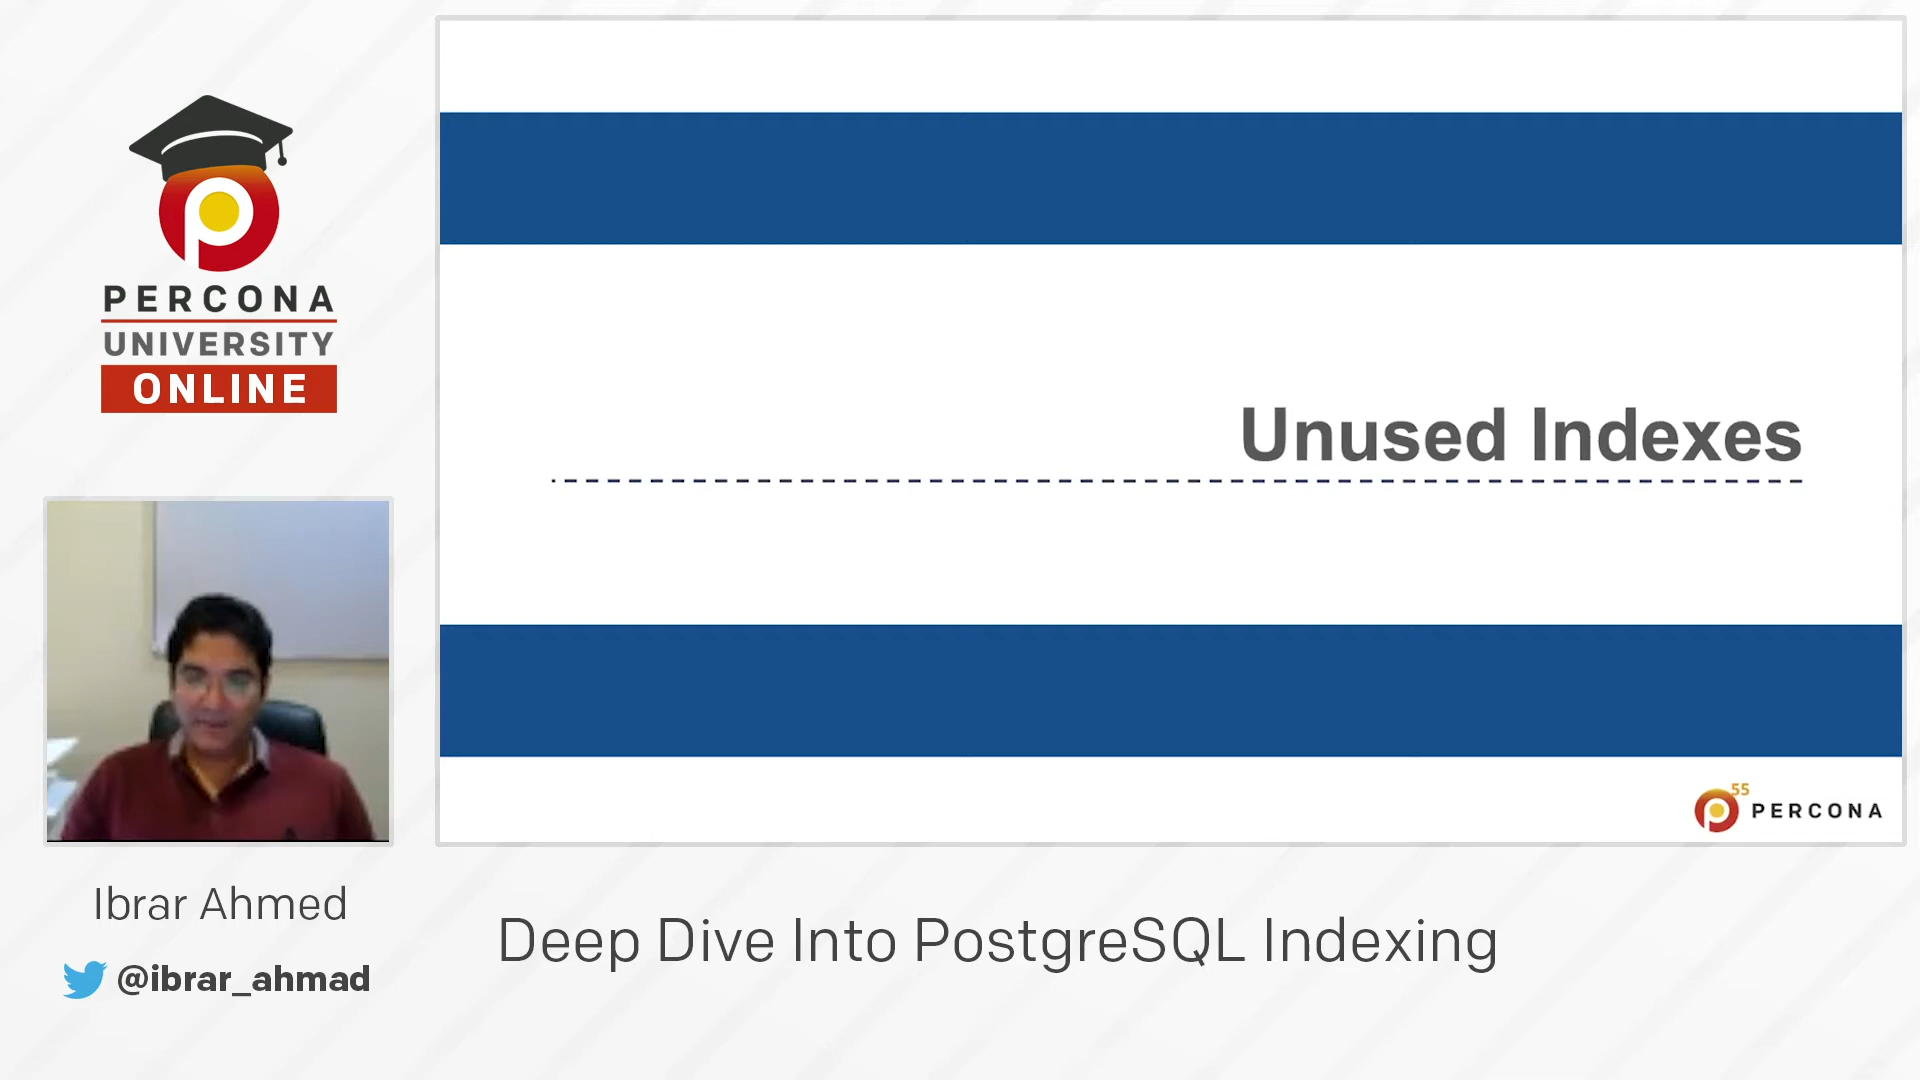 PERCONA
UNIVERSITY
ONLINE
Unused Indexes
55
PERCONA
Ibrar Ahmed
@ibrar_ahmad
Deep Dive Into PostgreSQL Indexing